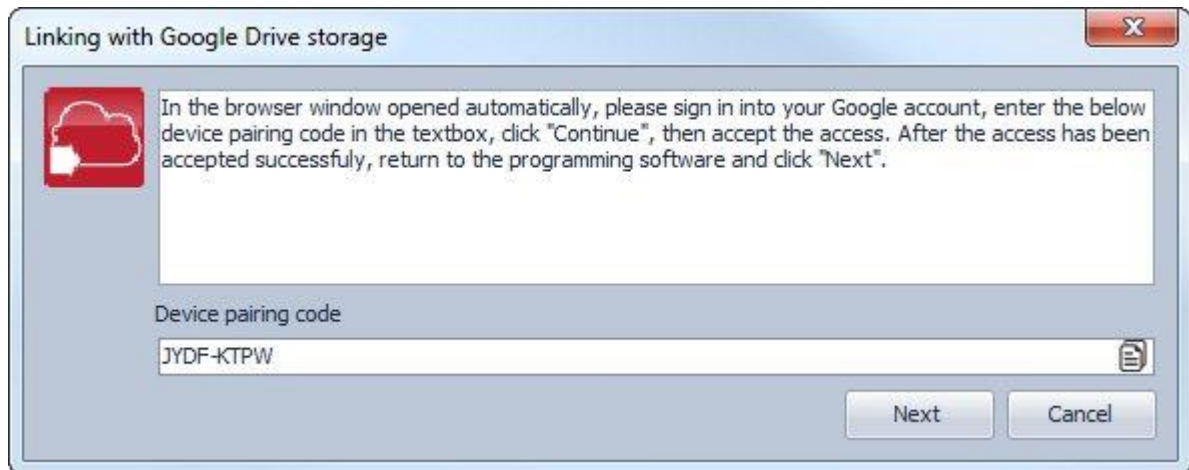 Linking with Google Drive storage
In the browser window opened automatically, please sign in into your Google account, enter the below
device pairing code in the textbox, click "Continue", then accept the access. After the access has been
accepted successfuly, return to the programming software and click "Next".
Device pairing code
JYDF-KTPW
Next
Cancel